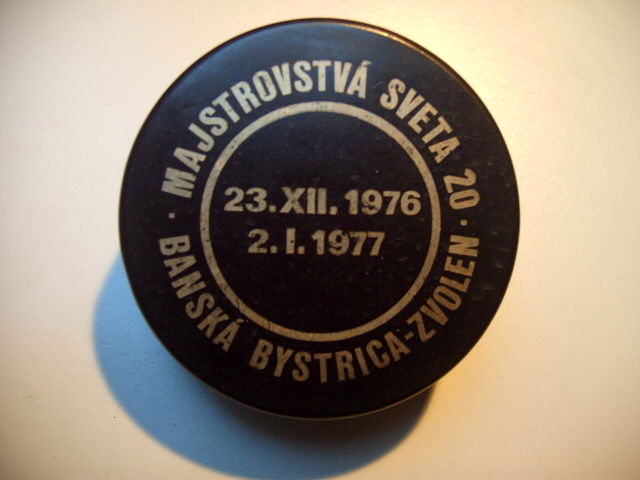 MAJSTROVSTVÁ SVETA 20
23.XII.1976
2.I.1977
BANSKÁ BYSTRICA-ZVOLEN